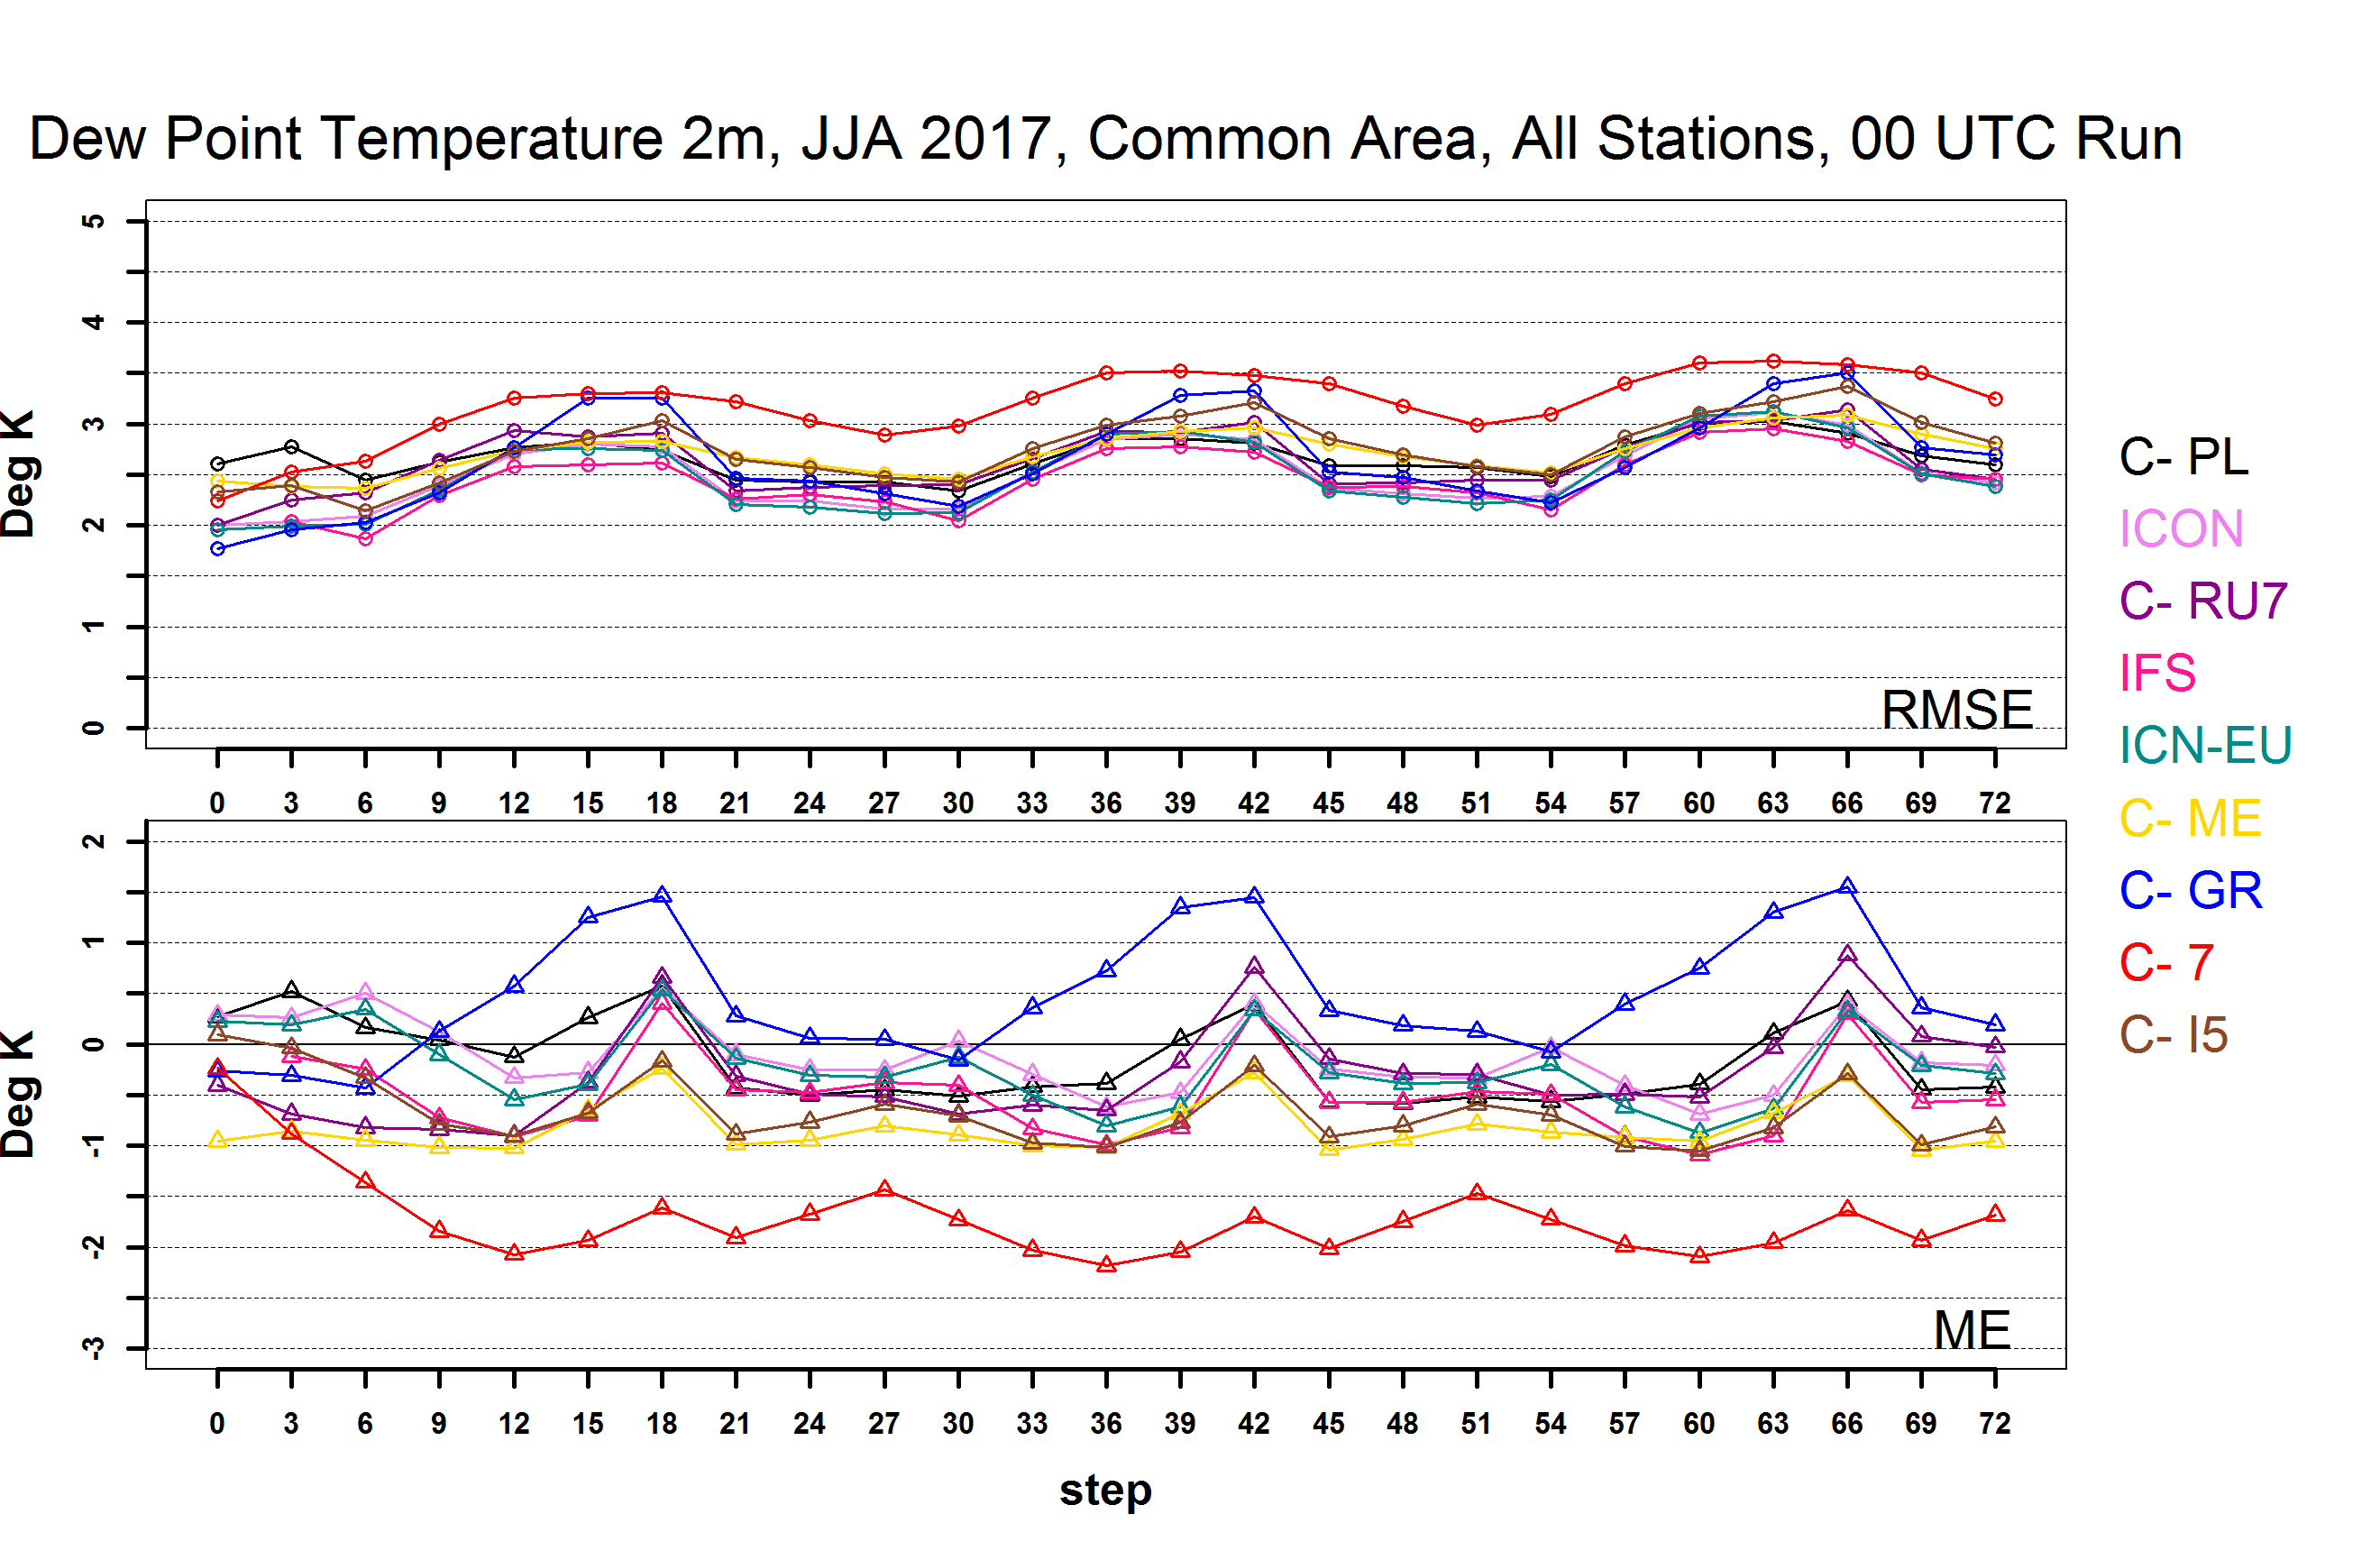 Dew Point Temperature 2m, JJA 2017, Common Area, All Stations, 00 UTC Run
Deg K
5
4
3
2
1
0
RMSE
0 3 6 9 12 15 18 21 24 27 30 33 36 39 42 45 48 51 54 57 60 63 66 69 72
Deg K
2
1
0
-1
-2
-3
ME
0 3 6 9 12 15 18 21 24 27 30 33 36 39 42 45 48 51 54 57 60 63 66 69 72
step
C- PL
ICON
C- RU7
IFS
ICN-EU
C- ME
C- GR
C- 7
C- I5